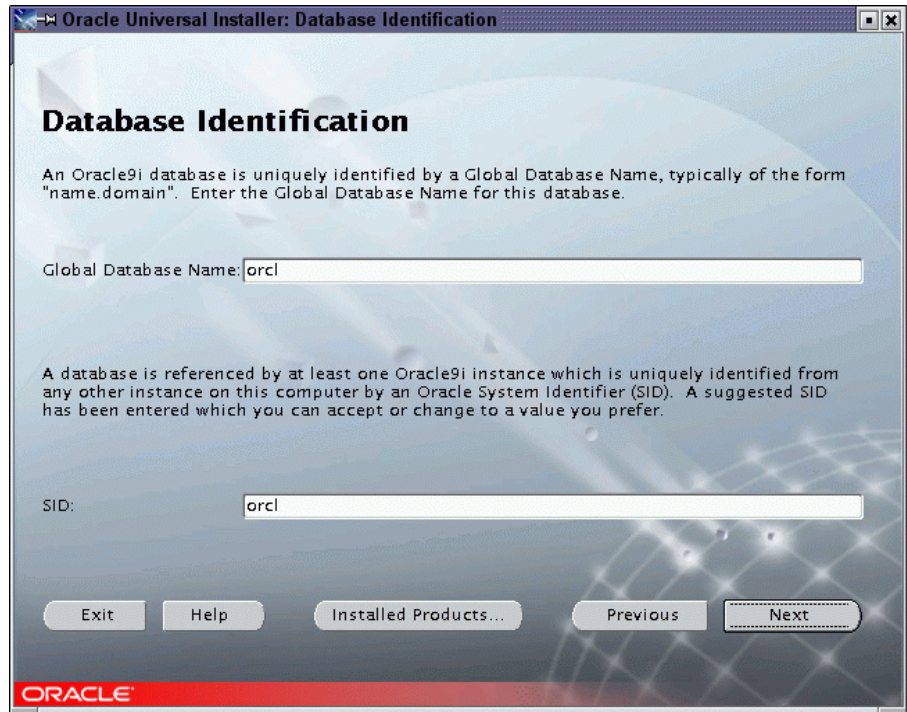 Oracle Universal Installer: Database Identification
Database Identification
An Oracle9i database is uniquely identified by a Global Database Name, typically of the form
"name.domain".  Enter the Global Database Name for this database.
Global Database Name: orcl
A database is referenced by at least one Oracle9i instance which is uniquely identified from
any other instance on this computer by an Oracle System Identifier (SID).  A suggested SID
has been entered which you can accept or change to a value you prefer.
SID: orcl
Exit Help Installed Products... Previous Next
ORACLE